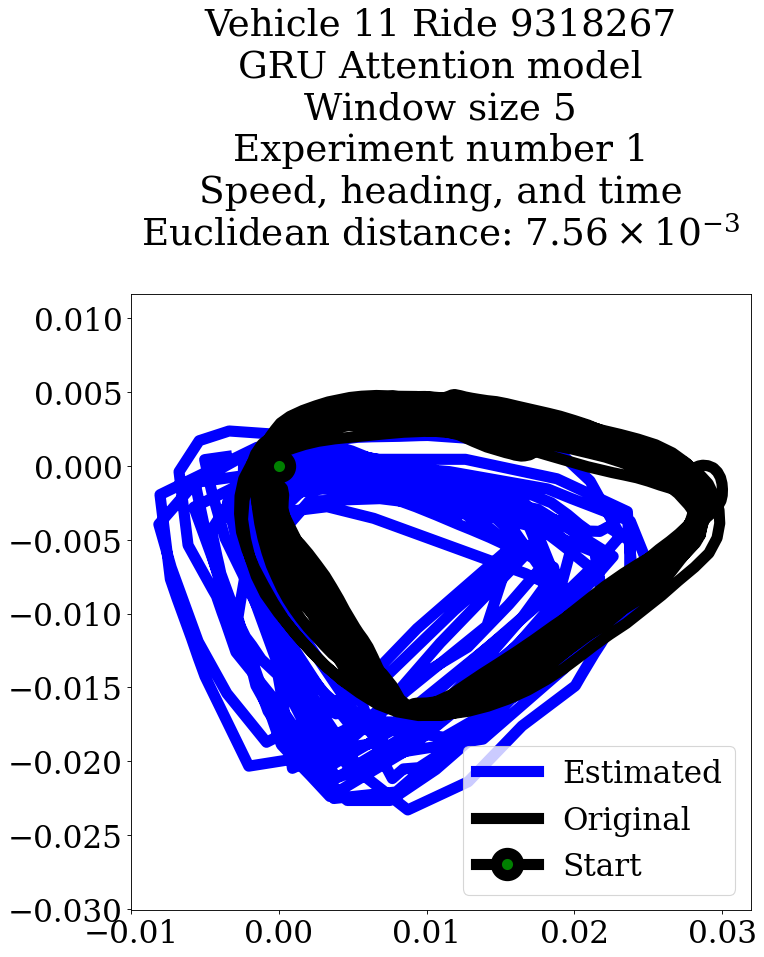 Vehicle 11 Ride 9318267
GRU Attention model
Window size 5
Experiment number 1
Speed, heading, and time
Euclidean distance: 7.56 × 10⁻³
0.010
0.005
0.000
−0.005
−0.010
−0.015
−0.020
−0.025
−0.030
−0.01 0.00 0.01 0.02 0.03
Estimated
Original
Start